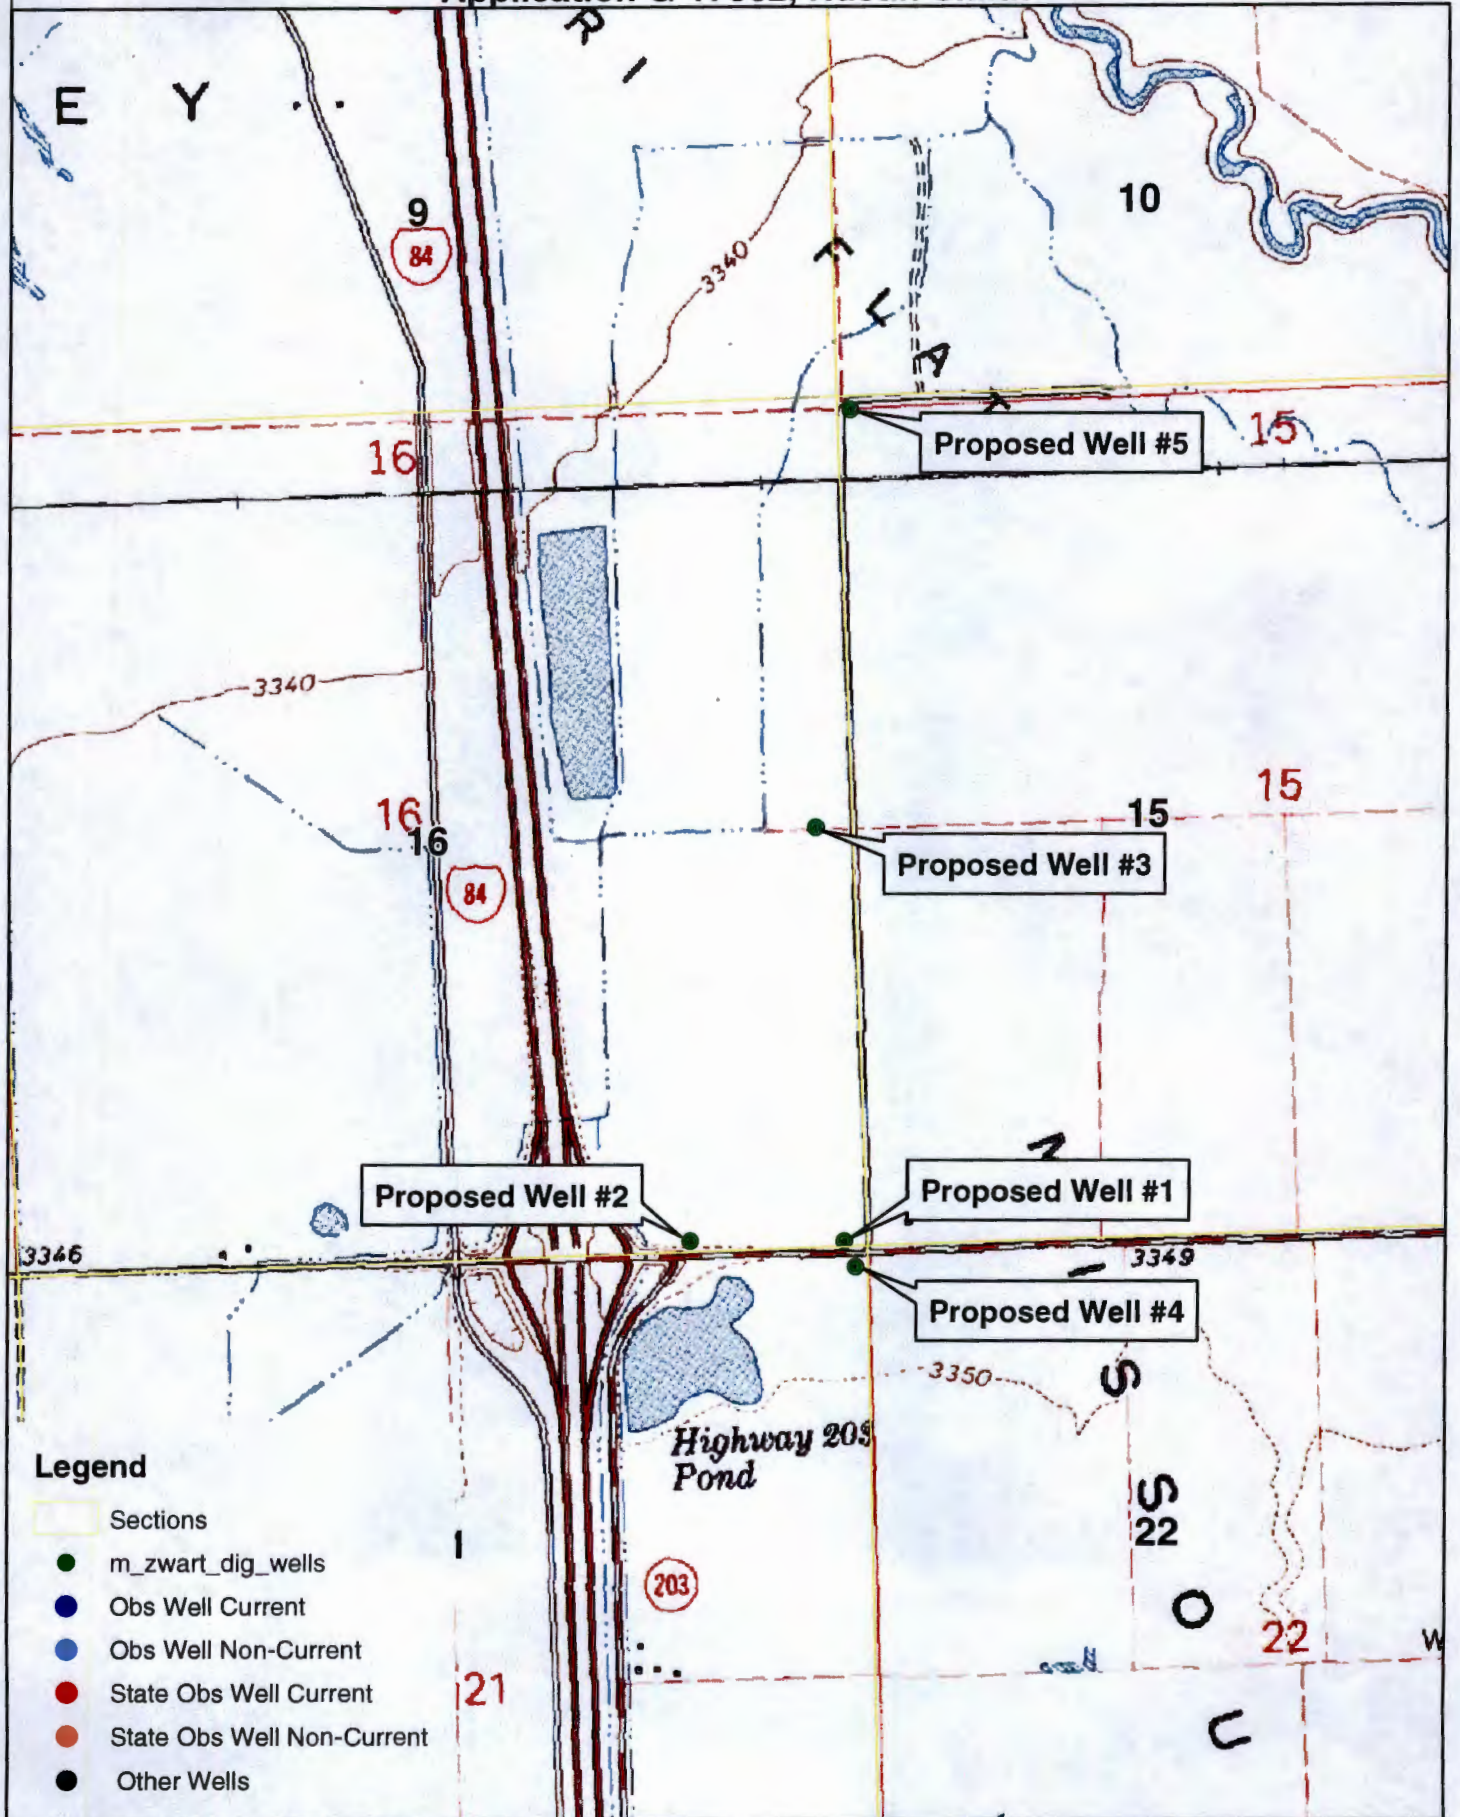 E Y
R I
9
84
10
3340
T L A T
16
Proposed Well #5
15
3340
16
16
15
15
Proposed Well #3
84
N
Proposed Well #2
Proposed Well #1
3346
3349
Proposed Well #4
I
3350
S
Highway 203
Pond
Legend
Sections
m_zwart_dig_wells
Obs Well Current
Obs Well Non-Current
State Obs Well Current
State Obs Well Non-Current
Other Wells
I
S
22
203
O
22
W
21
U